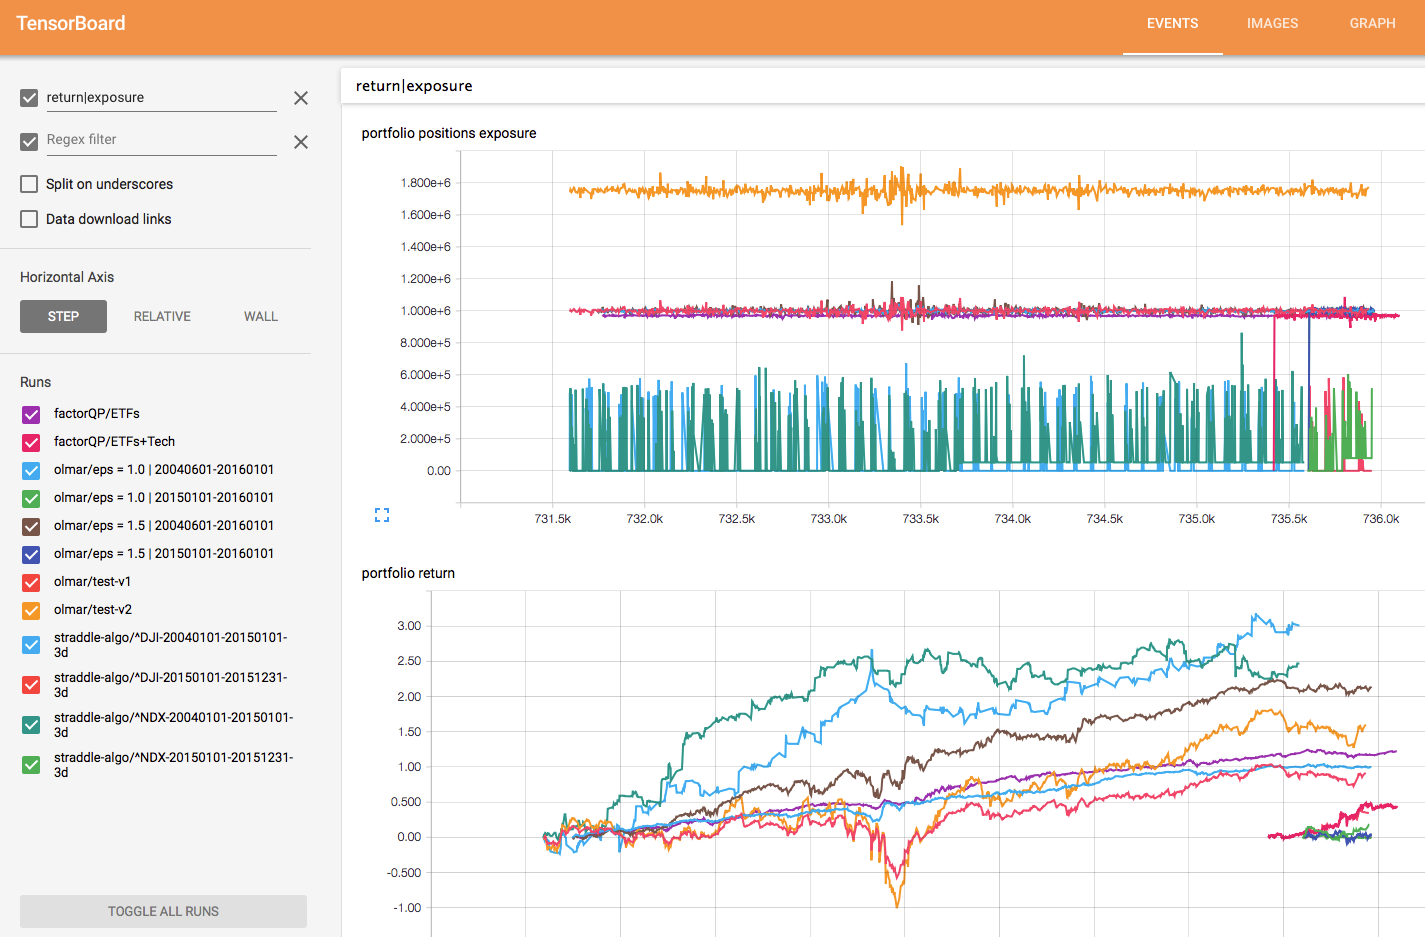 TensorBoard
EVENTS
IMAGES
GRAPH
return|exposure
Regex filter
Split on underscores
Data download links
Horizontal Axis
STEP
RELATIVE
WALL
Runs
factorQP/ETFs
factorQP/ETFs+Tech
olmar/eps = 1.0 | 20040601-20160101
olmar/eps = 1.0 | 20150101-20160101
olmar/eps = 1.5 | 20040601-20160101
olmar/eps = 1.5 | 20150101-20160101
olmar/test-v1
olmar/test-v2
straddle-algo/^DJI-20040101-20150101-
3d
straddle-algo/^DJI-20150101-20151231-
3d
straddle-algo/^NDX-20040101-20150101-
3d
straddle-algo/^NDX-20150101-20151231-
3d
TOGGLE ALL RUNS
return|exposure
portfolio positions exposure
1.800e+6
1.600e+6
1.400e+6
1.200e+6
1.000e+6
8.000e+5
6.000e+5
4.000e+5
2.000e+5
0.00
731.5k
732.0k
732.5k
733.0k
733.5k
734.0k
734.5k
735.0k
735.5k
736.0k
portfolio return
3.00
2.50
2.00
1.50
1.00
0.500
0.00
-0.500
-1.00